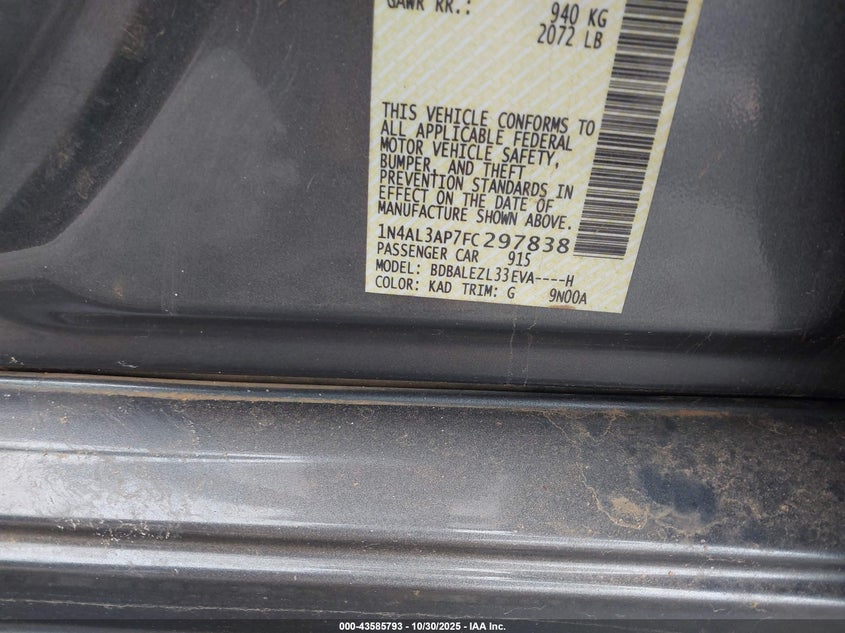 GAWR RR.: 940 KG
2072 LB
THIS VEHICLE CONFORMS TO
ALL APPLICABLE FEDERAL
MOTOR VEHICLE SAFETY,
BUMPER, AND THEFT
PREVENTION STANDARDS IN
EFFECT ON THE DATE OF
MANUFACTURE SHOWN ABOVE.
1N4AL3AP7FC297838
PASSENGER CAR 915
MODEL: BDBALEZL33EVA----H
COLOR: KAD TRIM: G 9N00A
000-43585793 - 10/30/2025 - IAA Inc.